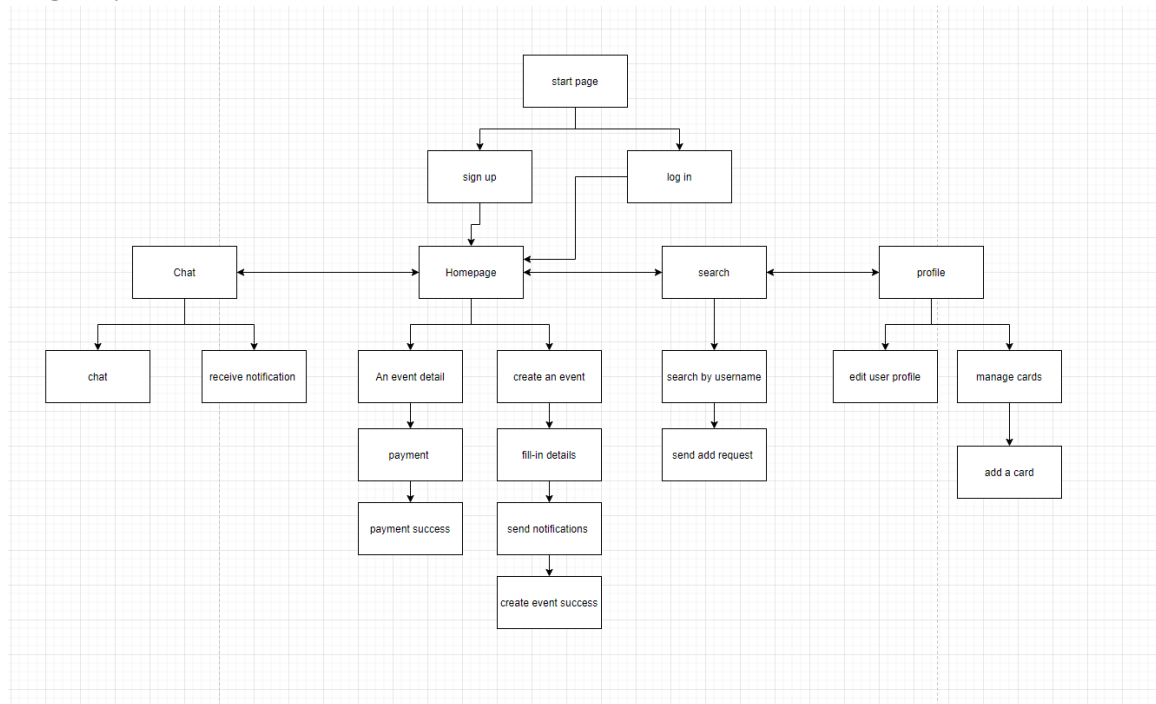 start page
sign up
log in
Chat
Homepage
search
profile
chat
receive notification
An event detail
create an event
search by username
edit user profile
manage cards
payment
fill-in details
send add request
add a card
payment success
send notifications
create event success